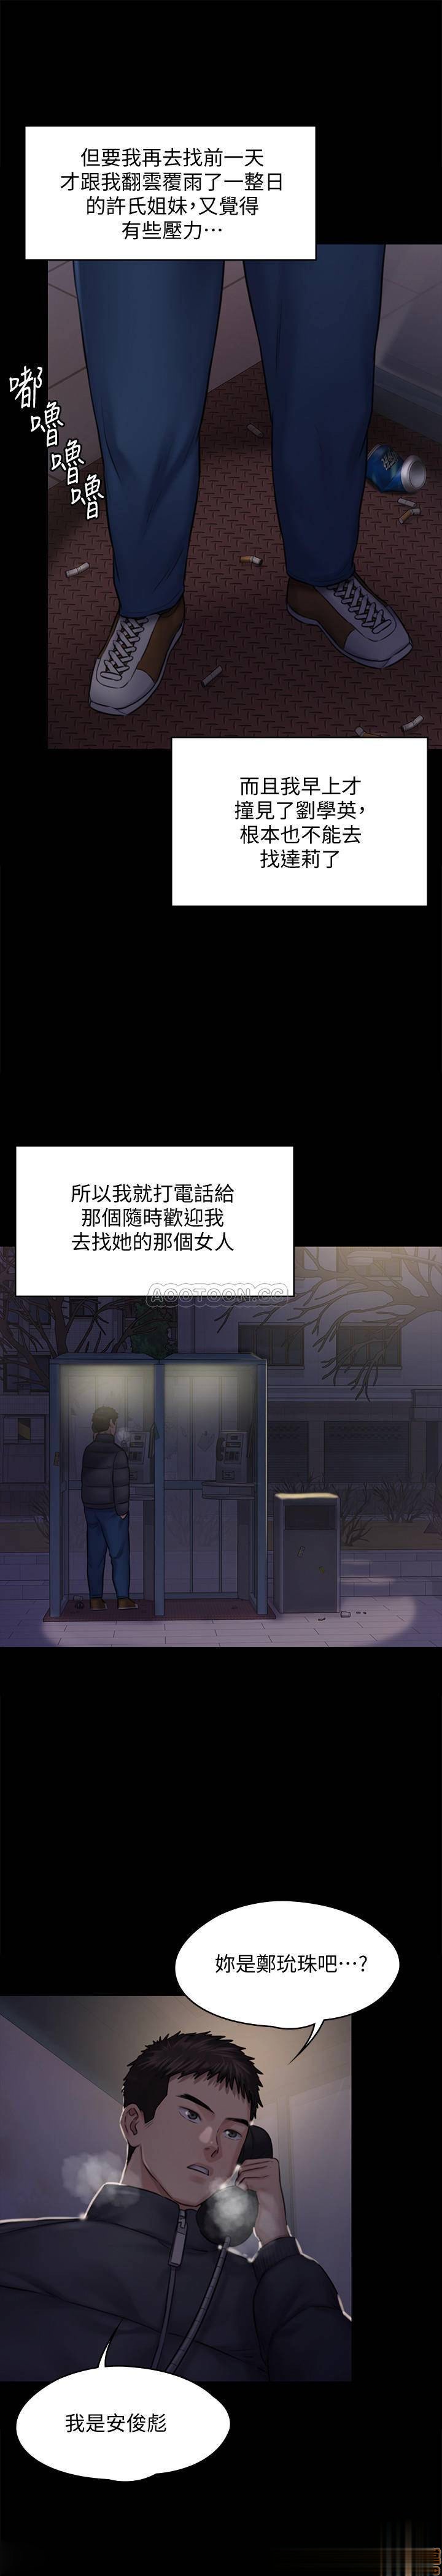 但要我再去找前一天
才跟我翻雲覆雨了一整日
的許氏姐妹，又覺得
有些壓力…
嘟嚕嚕嚕
而且我早上才
撞見了劉學英，
根本也不能去
找達莉了
所以我就打電話給
那個隨時歡迎我
去找她的那個女人
AOOTOON.CC
妳是鄭玧珠吧…?
我是安俊彪